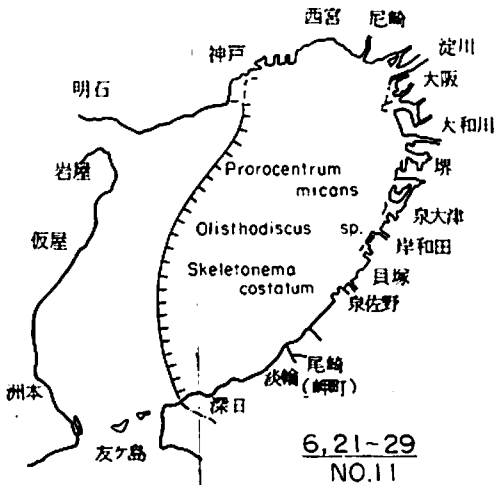 西宮
尼崎
淀川
神戸
大阪
明石
大和川
堺
岩屋
Prorocentrum
micans
泉大津
Olisthodiscus sp.
岸和田
仮屋
貝塚
Skeletonema
costatum
泉佐野
尾崎
淡輪
(岬町)
洲本
深日
友ケ島
6,21~29
NO.11